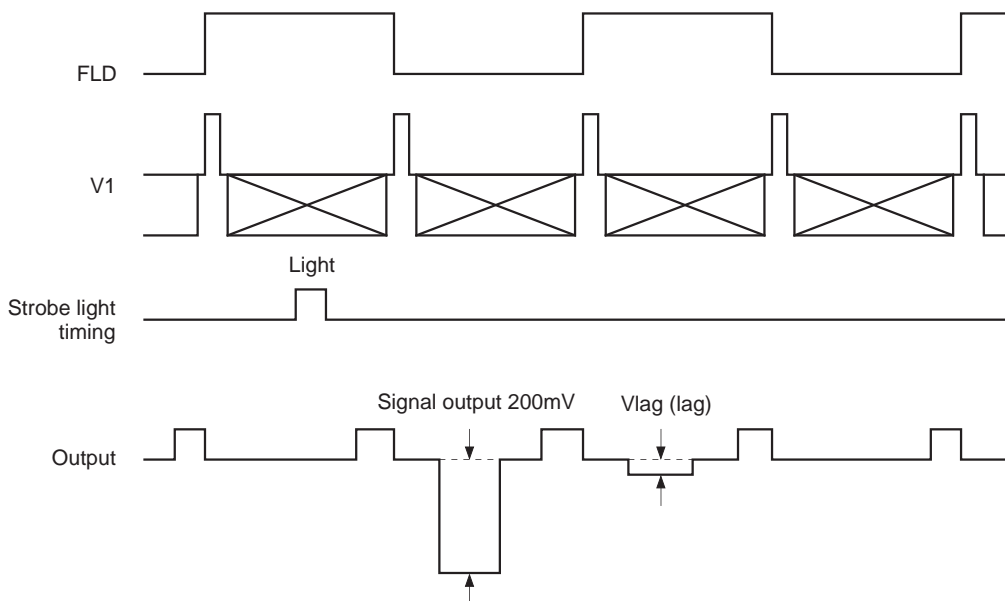 FLD
V1
Light
Strobe light
timing
Signal output 200mV
Vlag (lag)
Output